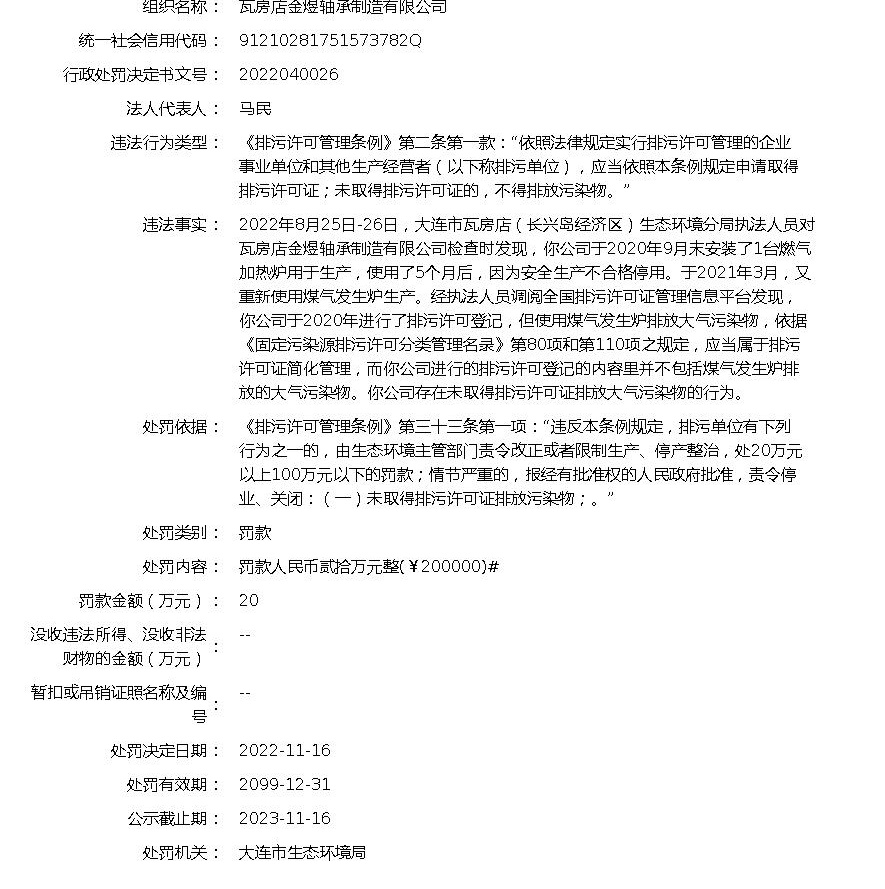 组织名称： 瓦房店金煜轴承制造有限公司
统一社会信用代码： 91210281751573782Q
行政处罚决定书文号： 2022040026
法人代表人： 马民
违法行为类型： 《排污许可管理条例》第二条第一款：“依照法律规定实行排污许可管理的企业
事业单位和其他生产经营者（以下称排污单位），应当依照本条例规定申请取得
排污许可证；未取得排污许可证的，不得排放污染物。”
违法事实： 2022年8月25日-26日，大连市瓦房店（长兴岛经济区）生态环境分局执法人员对
瓦房店金煜轴承制造有限公司检查时发现，你公司于2020年9月末安装了1台燃气
加热炉用于生产，使用了5个月后，因为安全生产不合格停用。于2021年3月，又
重新使用煤气发生炉生产。经执法人员调阅全国排污许可证管理信息平台发现，
你公司于2020年进行了排污许可登记，但使用煤气发生炉排放大气污染物，依据
《固定污染源排污许可分类管理名录》第80项和第110项之规定，应当属于排污
许可证简化管理，而你公司进行的排污许可登记的内容里并不包括煤气发生炉排
放的大气污染物。你公司存在未取得排污许可证排放大气污染物的行为。
处罚依据： 《排污许可管理条例》第三十三条第一项：“违反本条例规定，排污单位有下列
行为之一的，由生态环境主管部门责令改正或者限制生产、停产整治，处20万元
以上100万元以下的罚款；情节严重的，报经有批准权的人民政府批准，责令停
业、关闭：（一）未取得排污许可证排放污染物；。”
处罚类别： 罚款
处罚内容： 罚款人民币贰拾万元整(￥200000)#
罚款金额（万元）： 20
没收违法所得、没收非法
财物的金额（万元）： --
暂扣或吊销证照名称及编
号： --
处罚决定日期： 2022-11-16
处罚有效期： 2099-12-31
公示截止期： 2023-11-16
处罚机关： 大连市生态环境局